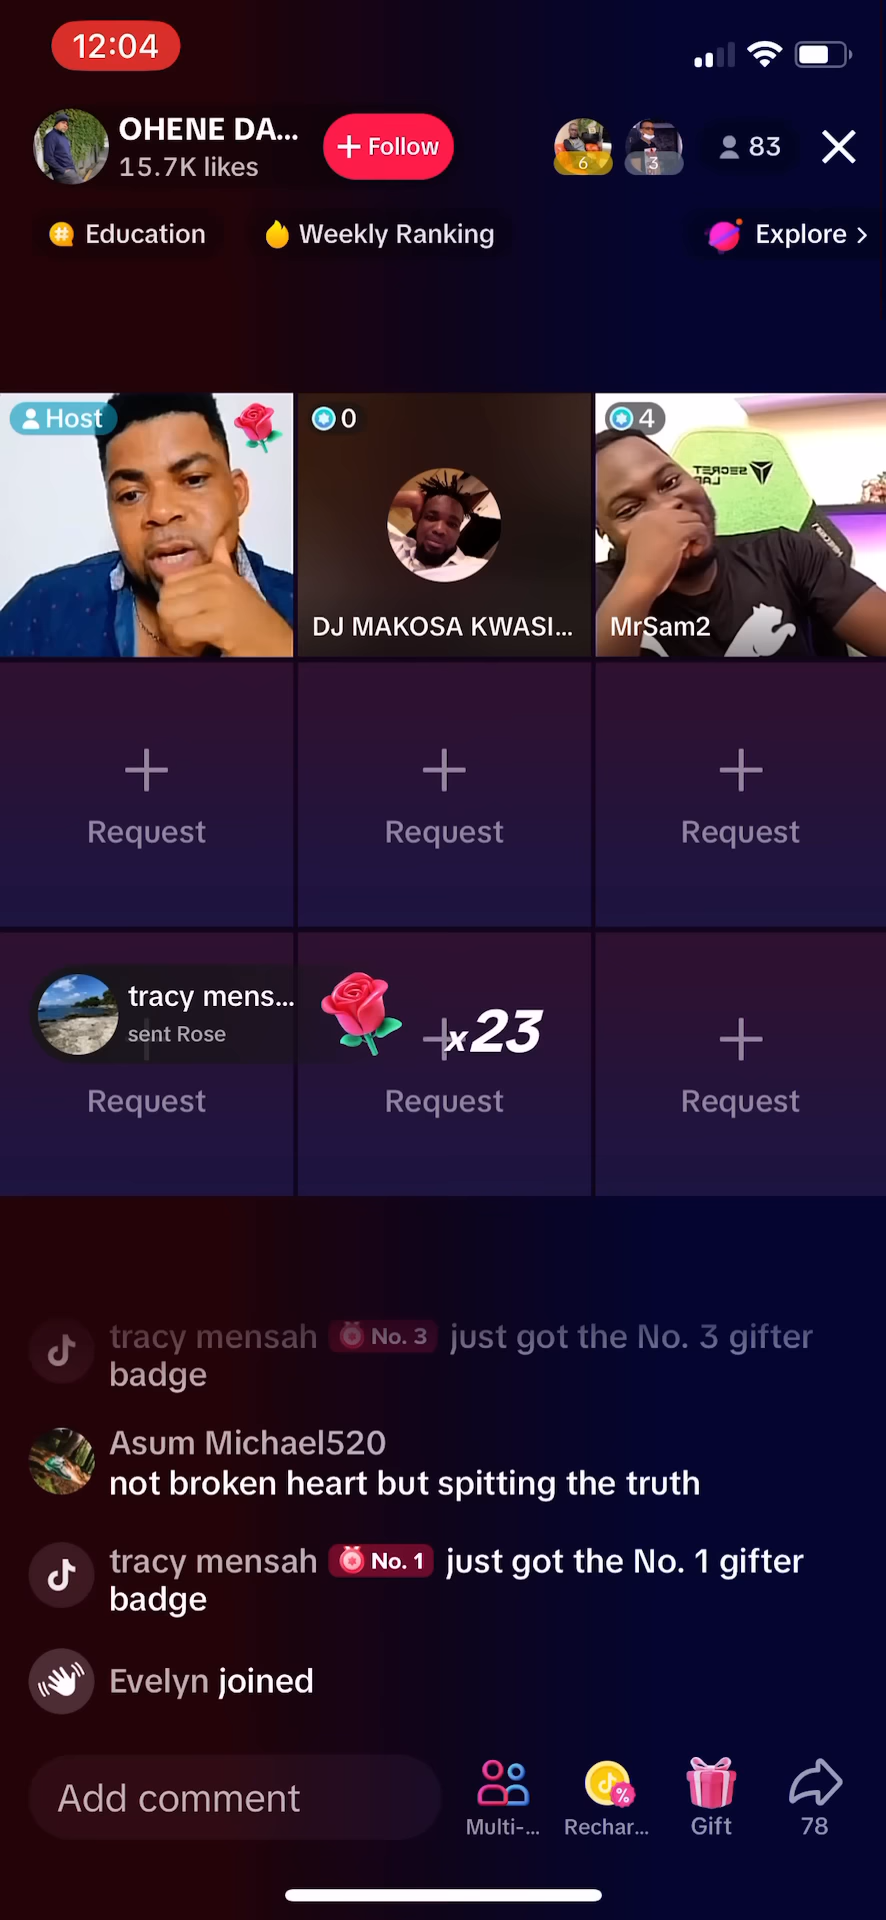 12:04
OHENE DA...
15.7K likes
+ Follow
6
3
83
Education
Weekly Ranking
Explore >
Host
0
4
SECRET LAB
DJ MAKOSA KWASI...
MrSam2
Request
Request
Request
tracy mens...
sent Rose
x23
Request
Request
Request
tracy mensah No. 3 just got the No. 3 gifter
badge
Asum Michael520
not broken heart but spitting the truth
tracy mensah No. 1 just got the No. 1 gifter
badge
Evelyn joined
Add comment
Multi-...
Rechar...
Gift
78